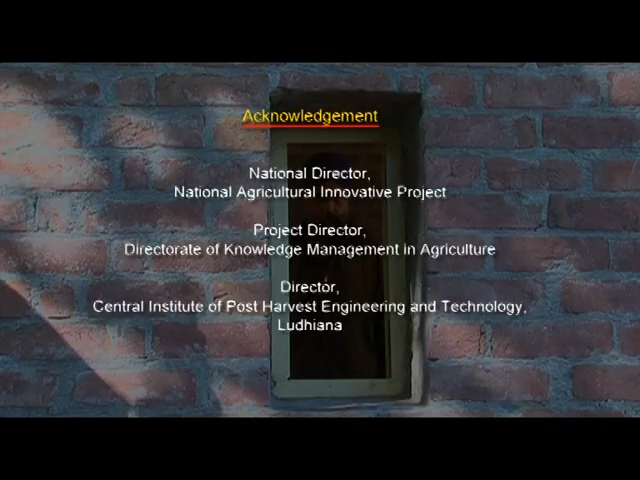 Acknowledgement
National Director,
National Agricultural Innovative Project
Project Director,
Directorate of Knowledge Management in Agriculture
Director,
Central Institute of Post Harvest Engineering and Technology,
Ludhiana